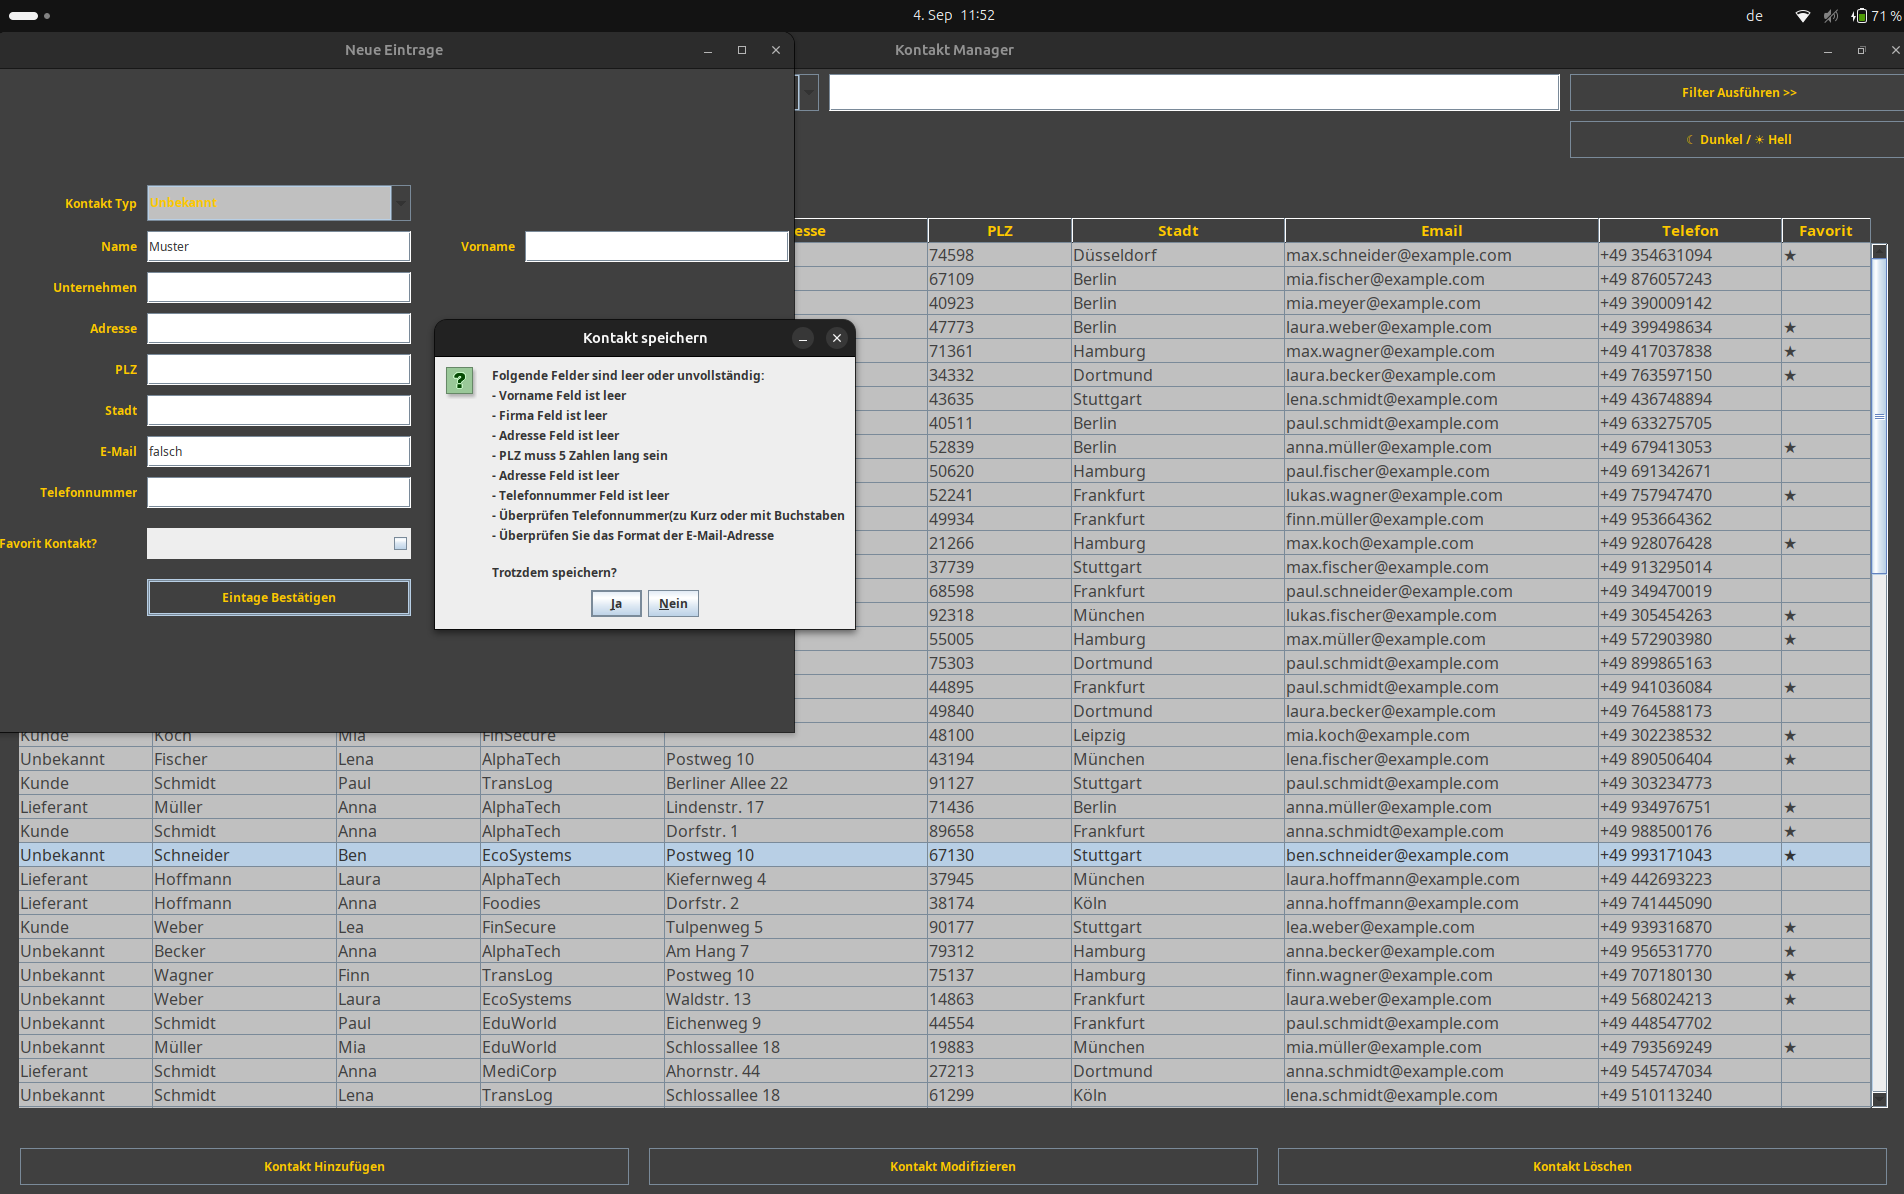 4. Sep 11:52
de
71 %
Neue Eintrage
Kontakt Manager
Filter Ausführen >>
☾ Dunkel / ☀ Hell
Kontakt Typ Unbekannt
Name Muster Vorname
Unternehmen
Adresse
PLZ
Stadt
E-Mail falsch
Telefonnummer
Favorit Kontakt?
Eintage Bestätigen
Kontakt speichern
Folgende Felder sind leer oder unvollständig:
- Vorname Feld ist leer
- Firma Feld ist leer
- Adresse Feld ist leer
- PLZ muss 5 Zahlen lang sein
- Adresse Feld ist leer
- Telefonnummer Feld ist leer
- Überprüfen Telefonnummer(zu Kurz oder mit Buchstaben
- Überprüfen Sie das Format der E-Mail-Adresse
Trotzdem speichern?
Ja Nein
esse PLZ Stadt Email Telefon Favorit
74598 Düsseldorf max.schneider@example.com +49 354631094 ★
67109 Berlin mia.fischer@example.com +49 876057243
40923 Berlin mia.meyer@example.com +49 390009142
47773 Berlin laura.weber@example.com +49 399498634 ★
71361 Hamburg max.wagner@example.com +49 417037838 ★
34332 Dortmund laura.becker@example.com +49 763597150 ★
43635 Stuttgart lena.schmidt@example.com +49 436748894
40511 Berlin paul.schmidt@example.com +49 633275705
52839 Berlin anna.müller@example.com +49 679413053 ★
50620 Hamburg paul.fischer@example.com +49 691342671
52241 Frankfurt lukas.wagner@example.com +49 757947470 ★
49934 Frankfurt finn.müller@example.com +49 953664362
21266 Hamburg max.koch@example.com +49 928076428 ★
37739 Stuttgart max.fischer@example.com +49 913295014
68598 Frankfurt paul.schneider@example.com +49 349470019
92318 München lukas.fischer@example.com +49 305454263 ★
55005 Hamburg max.müller@example.com +49 572903980 ★
75303 Dortmund paul.schmidt@example.com +49 899865163
44895 Frankfurt paul.schmidt@example.com +49 941036084 ★
49840 Dortmund laura.becker@example.com +49 764588173
Kunde Koch Mia FinSecure 48100 Leipzig mia.koch@example.com +49 302238532 ★
Unbekannt Fischer Lena AlphaTech Postweg 10 43194 München lena.fischer@example.com +49 890506404 ★
Kunde Schmidt Paul TransLog Berliner Allee 22 91127 Stuttgart paul.schmidt@example.com +49 303234773
Lieferant Müller Anna AlphaTech Lindenstr. 17 71436 Berlin anna.müller@example.com +49 934976751 ★
Kunde Schmidt Anna AlphaTech Dorfstr. 1 89658 Frankfurt anna.schmidt@example.com +49 988500176 ★
Unbekannt Schneider Ben EcoSystems Postweg 10 67130 Stuttgart ben.schneider@example.com +49 993171043 ★
Lieferant Hoffmann Laura AlphaTech Kiefernweg 4 37945 München laura.hoffmann@example.com +49 442693223
Lieferant Hoffmann Anna Foodies Dorfstr. 2 38174 Köln anna.hoffmann@example.com +49 741445090
Kunde Weber Lea FinSecure Tulpenweg 5 90177 Stuttgart lea.weber@example.com +49 939316870 ★
Unbekannt Becker Anna AlphaTech Am Hang 7 79312 Hamburg anna.becker@example.com +49 956531770 ★
Unbekannt Wagner Finn TransLog Postweg 10 75137 Hamburg finn.wagner@example.com +49 707180130 ★
Unbekannt Weber Laura EcoSystems Waldstr. 13 14863 Frankfurt laura.weber@example.com +49 568024213 ★
Unbekannt Schmidt Paul EduWorld Eichenweg 9 44554 Frankfurt paul.schmidt@example.com +49 448547702
Unbekannt Müller Mia EduWorld Schlossallee 18 19883 München mia.müller@example.com +49 793569249 ★
Lieferant Schmidt Anna MediCorp Ahornstr. 44 27213 Dortmund anna.schmidt@example.com +49 545747034
Unbekannt Schmidt Lena TransLog Schlossallee 18 61299 Köln lena.schmidt@example.com +49 510113240
Kontakt Hinzufügen
Kontakt Modifizieren
Kontakt Löschen